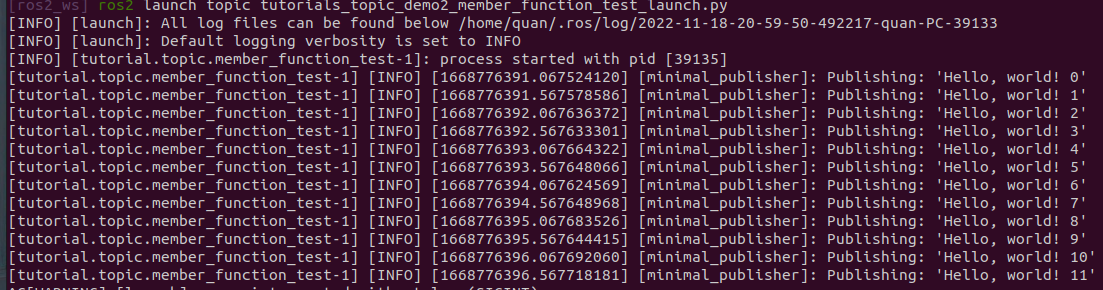 [ros2_ws] ros2 launch topic tutorials_topic_demo2_member_function_test_launch.py
[INFO] [launch]: All log files can be found below /home/quan/.ros/log/2022-11-18-20-59-50-492217-quan-PC-39133
[INFO] [launch]: Default logging verbosity is set to INFO
[INFO] [tutorial.topic.member_function_test-1]: process started with pid [39135]
[tutorial.topic.member_function_test-1] [INFO] [1668776391.067524120] [minimal_publisher]: Publishing: 'Hello, world! 0'
[tutorial.topic.member_function_test-1] [INFO] [1668776391.567578586] [minimal_publisher]: Publishing: 'Hello, world! 1'
[tutorial.topic.member_function_test-1] [INFO] [1668776392.067636372] [minimal_publisher]: Publishing: 'Hello, world! 2'
[tutorial.topic.member_function_test-1] [INFO] [1668776392.567633301] [minimal_publisher]: Publishing: 'Hello, world! 3'
[tutorial.topic.member_function_test-1] [INFO] [1668776393.067664322] [minimal_publisher]: Publishing: 'Hello, world! 4'
[tutorial.topic.member_function_test-1] [INFO] [1668776393.567648066] [minimal_publisher]: Publishing: 'Hello, world! 5'
[tutorial.topic.member_function_test-1] [INFO] [1668776394.067624569] [minimal_publisher]: Publishing: 'Hello, world! 6'
[tutorial.topic.member_function_test-1] [INFO] [1668776394.567648968] [minimal_publisher]: Publishing: 'Hello, world! 7'
[tutorial.topic.member_function_test-1] [INFO] [1668776395.067683526] [minimal_publisher]: Publishing: 'Hello, world! 8'
[tutorial.topic.member_function_test-1] [INFO] [1668776395.567644415] [minimal_publisher]: Publishing: 'Hello, world! 9'
[tutorial.topic.member_function_test-1] [INFO] [1668776396.067692060] [minimal_publisher]: Publishing: 'Hello, world! 10'
[tutorial.topic.member_function_test-1] [INFO] [1668776396.567718181] [minimal_publisher]: Publishing: 'Hello, world! 11'